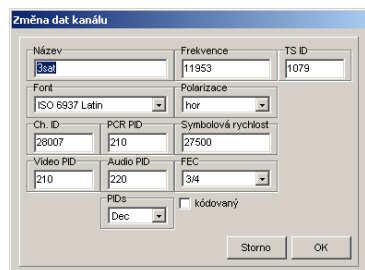 Změna dat kanálu
Název Frekvence TS ID
3sat 11953 1079
Font Polarizace
ISO 6937 Latin hor
Ch. ID PCR PID Symbolová rychlost
28007 210 27500
Video PID Audio PID FEC
210 220 3/4
PIDs
Dec kódovaný
Storno OK